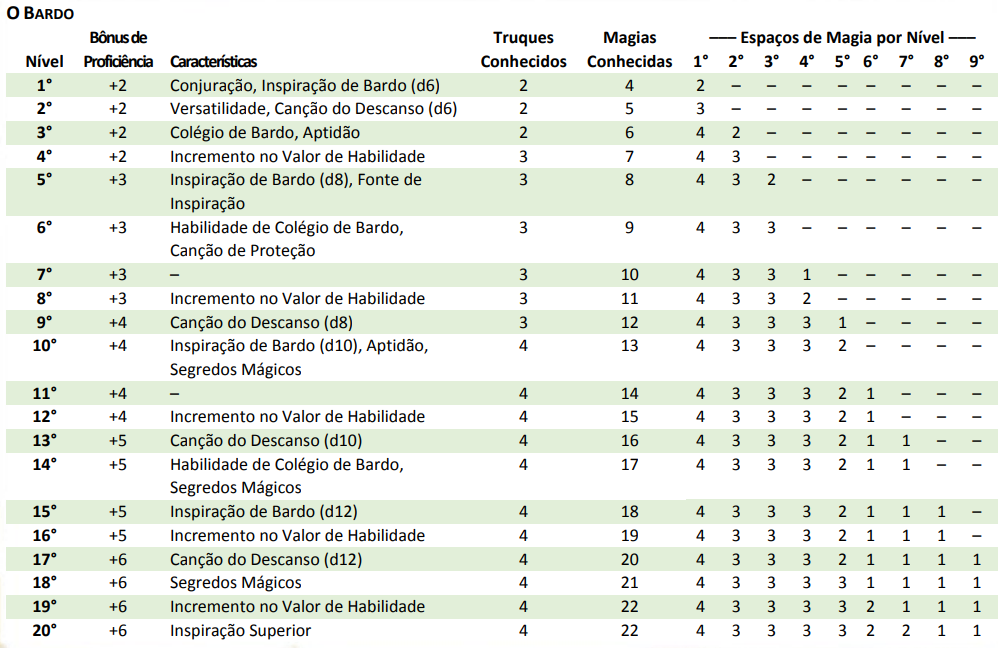 O BARDO
Bônus de Truques Magias — Espaços de Magia por Nível —
Nível Proficiência Características Conhecidos Conhecidas 1° 2° 3° 4° 5° 6° 7° 8° 9°
1° +2 Conjuração, Inspiração de Bardo (d6) 2 4 2 – – – – – – – –
2° +2 Versatilidade, Canção do Descanso (d6) 2 5 3 – – – – – – – –
3° +2 Colégio de Bardo, Aptidão 2 6 4 2 – – – – – – –
4° +2 Incremento no Valor de Habilidade 3 7 4 3 – – – – – – –
5° +3 Inspiração de Bardo (d8), Fonte de 3 8 4 3 2 – – – – – –
Inspiração
6° +3 Habilidade de Colégio de Bardo, 3 9 4 3 3 – – – – – –
Canção de Proteção
7° +3 – 3 10 4 3 3 1 – – – – –
8° +3 Incremento no Valor de Habilidade 3 11 4 3 3 2 – – – – –
9° +4 Canção do Descanso (d8) 3 12 4 3 3 3 1 – – – –
10° +4 Inspiração de Bardo (d10), Aptidão, 4 13 4 3 3 3 2 – – – –
Segredos Mágicos
11° +4 – 4 14 4 3 3 3 2 1 – – –
12° +4 Incremento no Valor de Habilidade 4 15 4 3 3 3 2 1 – – –
13° +5 Canção do Descanso (d10) 4 16 4 3 3 3 2 1 1 – –
14° +5 Habilidade de Colégio de Bardo, 4 17 4 3 3 3 2 1 1 – –
Segredos Mágicos
15° +5 Inspiração de Bardo (d12) 4 18 4 3 3 3 2 1 1 1 –
16° +5 Incremento no Valor de Habilidade 4 19 4 3 3 3 2 1 1 1 –
17° +6 Canção do Descanso (d12) 4 20 4 3 3 3 2 1 1 1 1
18° +6 Segredos Mágicos 4 21 4 3 3 3 3 1 1 1 1
19° +6 Incremento no Valor de Habilidade 4 22 4 3 3 3 3 2 1 1 1
20° +6 Inspiração Superior 4 22 4 3 3 3 3 2 2 1 1